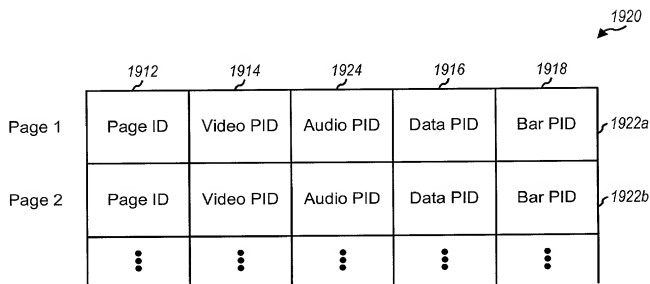 1920
1912 1914 1924 1916 1918
Page 1 Page ID Video PID Audio PID Data PID Bar PID 1922a
Page 2 Page ID Video PID Audio PID Data PID Bar PID 1922b